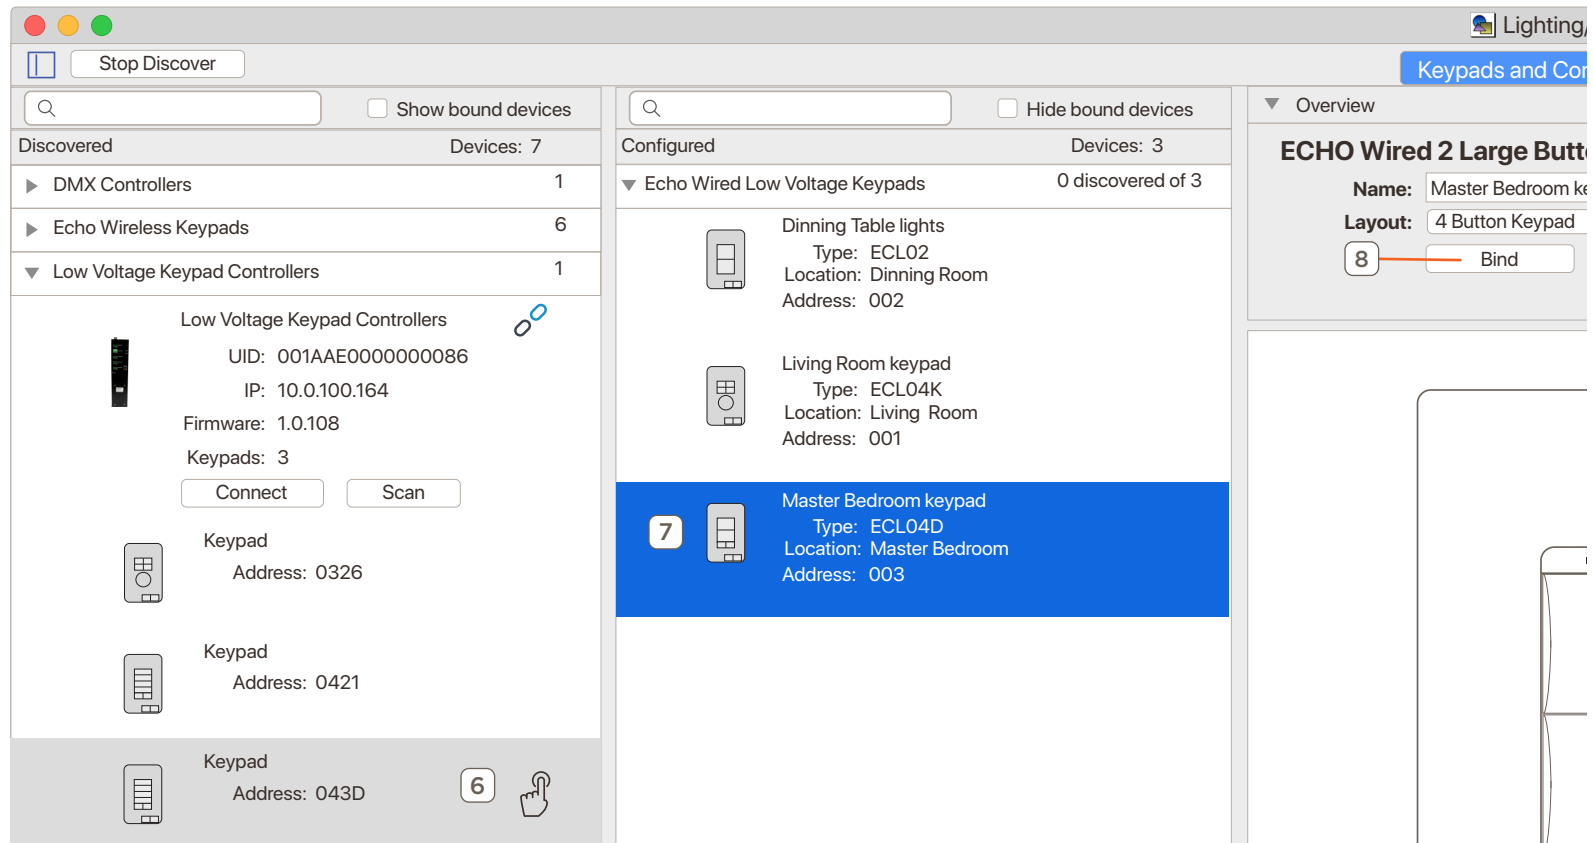 Lighting/
Stop Discover
Keypads and Cor
Show bound devices
Hide bound devices
Overview
Discovered Devices: 7
Configured Devices: 3
ECHO Wired 2 Large Butt
DMX Controllers 1
Echo Wired Low Voltage Keypads 0 discovered of 3
Name: Master Bedroom ke
Echo Wireless Keypads 6
Layout: 4 Button Keypad
8 Bind
Low Voltage Keypad Controllers 1
Low Voltage Keypad Controllers
UID: 001AAE0000000086
IP: 10.0.100.164
Firmware: 1.0.108
Keypads: 3
Connect Scan
Keypad
Address: 0326
Keypad
Address: 0421
Keypad
Address: 043D
6
Dinning Table lights
Type: ECL02
Location: Dinning Room
Address: 002
Living Room keypad
Type: ECL04K
Location: Living Room
Address: 001
Master Bedroom keypad
7
Type: ECL04D
Location: Master Bedroom
Address: 003